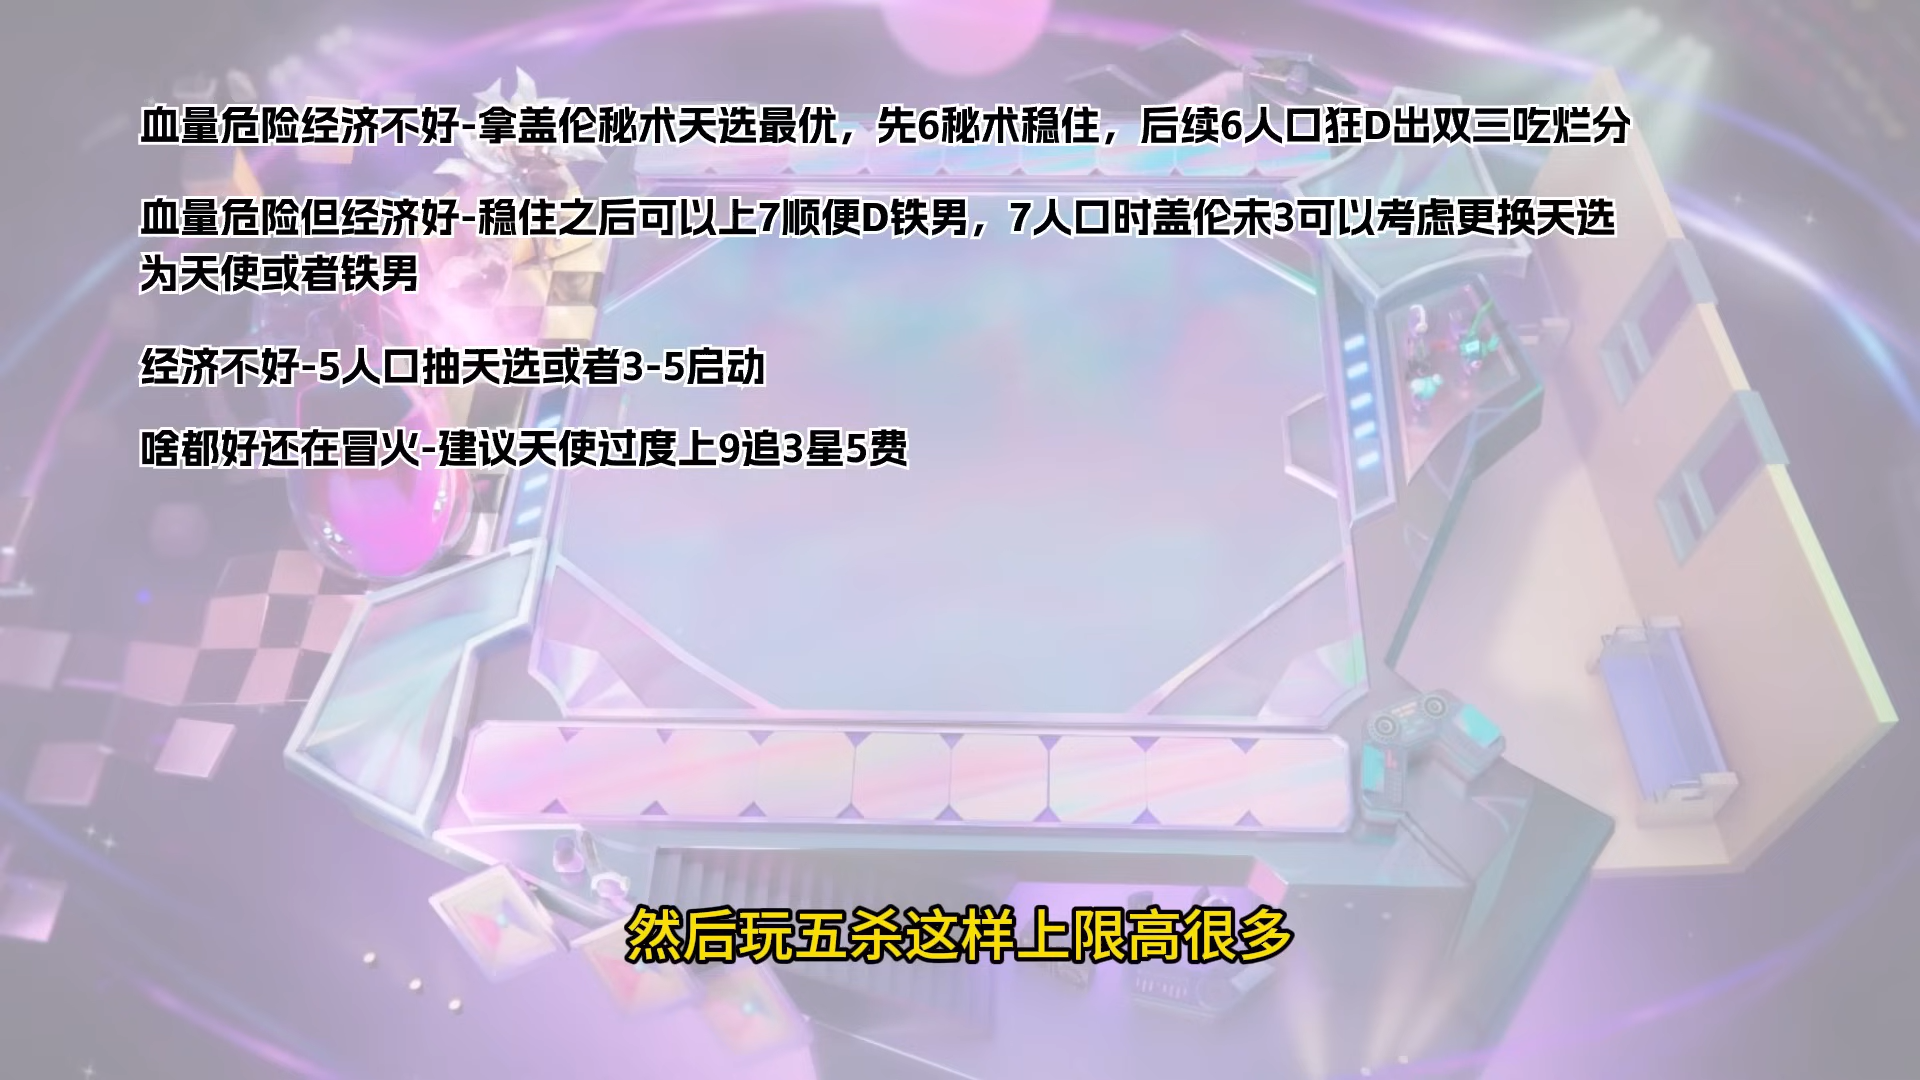 血量危险经济不好-拿盖伦秘术天选最优，先6秘术稳住，后续6人口狂D出双三吃烂分
血量危险但经济好-稳住之后可以上7顺便D铁男，7人口时盖伦未3可以考虑更换天选
为天使或者铁男
经济不好-5人口抽天选或者3-5启动
啥都好还在冒火-建议天使过度上9追3星5费
然后玩五杀这样上限高很多